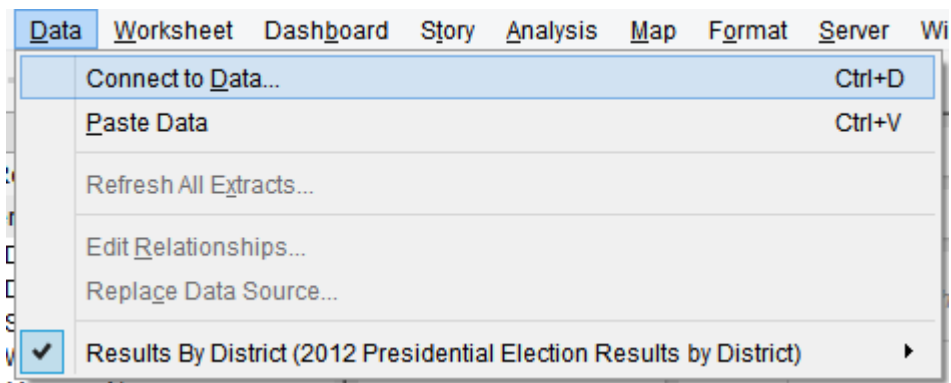 Data Worksheet Dashboard Story Analysis Map Format Server
Connect to Data... Ctrl+D
Paste Data Ctrl+V
Refresh All Extracts...
Edit Relationships...
Replace Data Source...
Results By District (2012 Presidential Election Results by District)